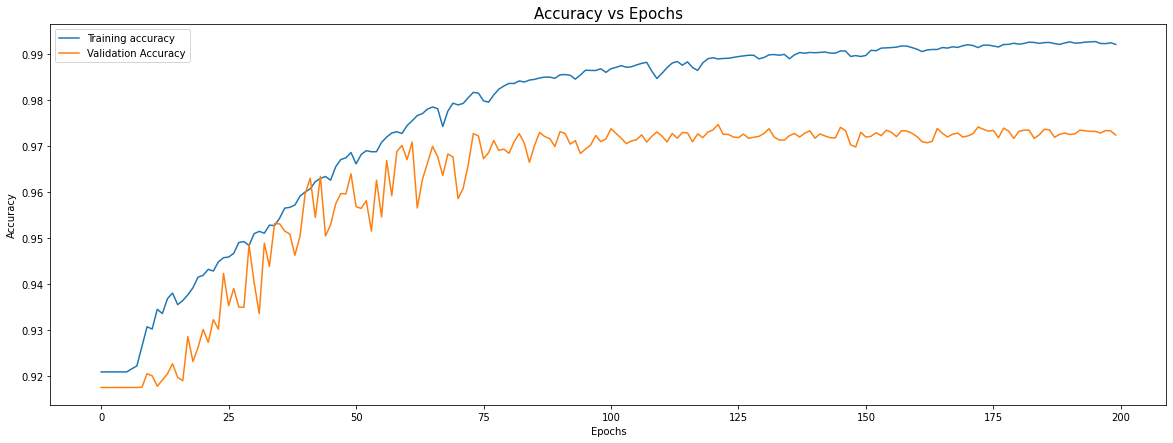 Accuracy vs Epochs
Training accuracy
Validation Accuracy
0.99
0.98
0.97
0.96
0.95
0.94
0.93
0.92
Accuracy
0 25 50 75 100 125 150 175 200
Epochs